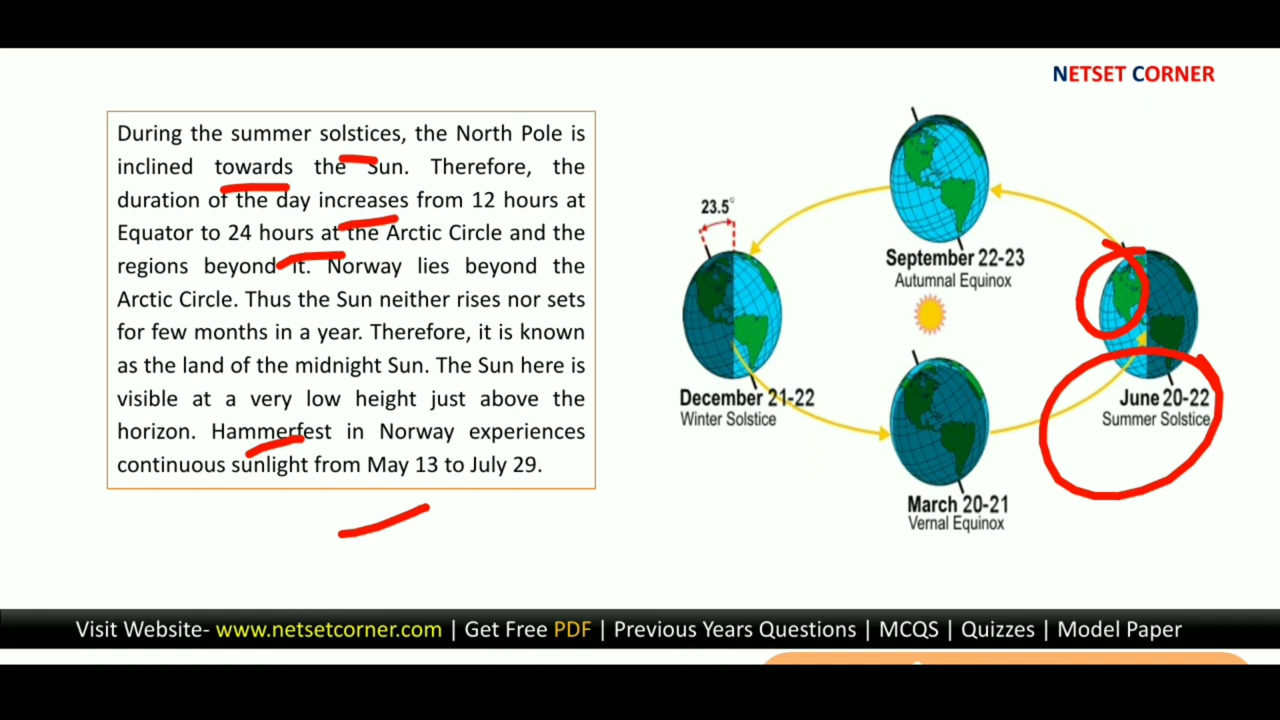 NETSET CORNER
During the summer solstices, the North Pole is
inclined towards the Sun. Therefore, the
duration of the day increases from 12 hours at
Equator to 24 hours at the Arctic Circle and the
regions beyond it. Norway lies beyond the
Arctic Circle. Thus the Sun neither rises nor sets
for few months in a year. Therefore, it is known
as the land of the midnight Sun. The Sun here is
visible at a very low height just above the
horizon. Hammerfest in Norway experiences
continuous sunlight from May 13 to July 29.
23.5°
September 22-23
Autumnal Equinox
December 21-22
Winter Solstice
June 20-22
Summer Solstice
March 20-21
Vernal Equinox
Visit Website- www.netsetcorner.com | Get Free PDF | Previous Years Questions | MCQS | Quizzes | Model Paper